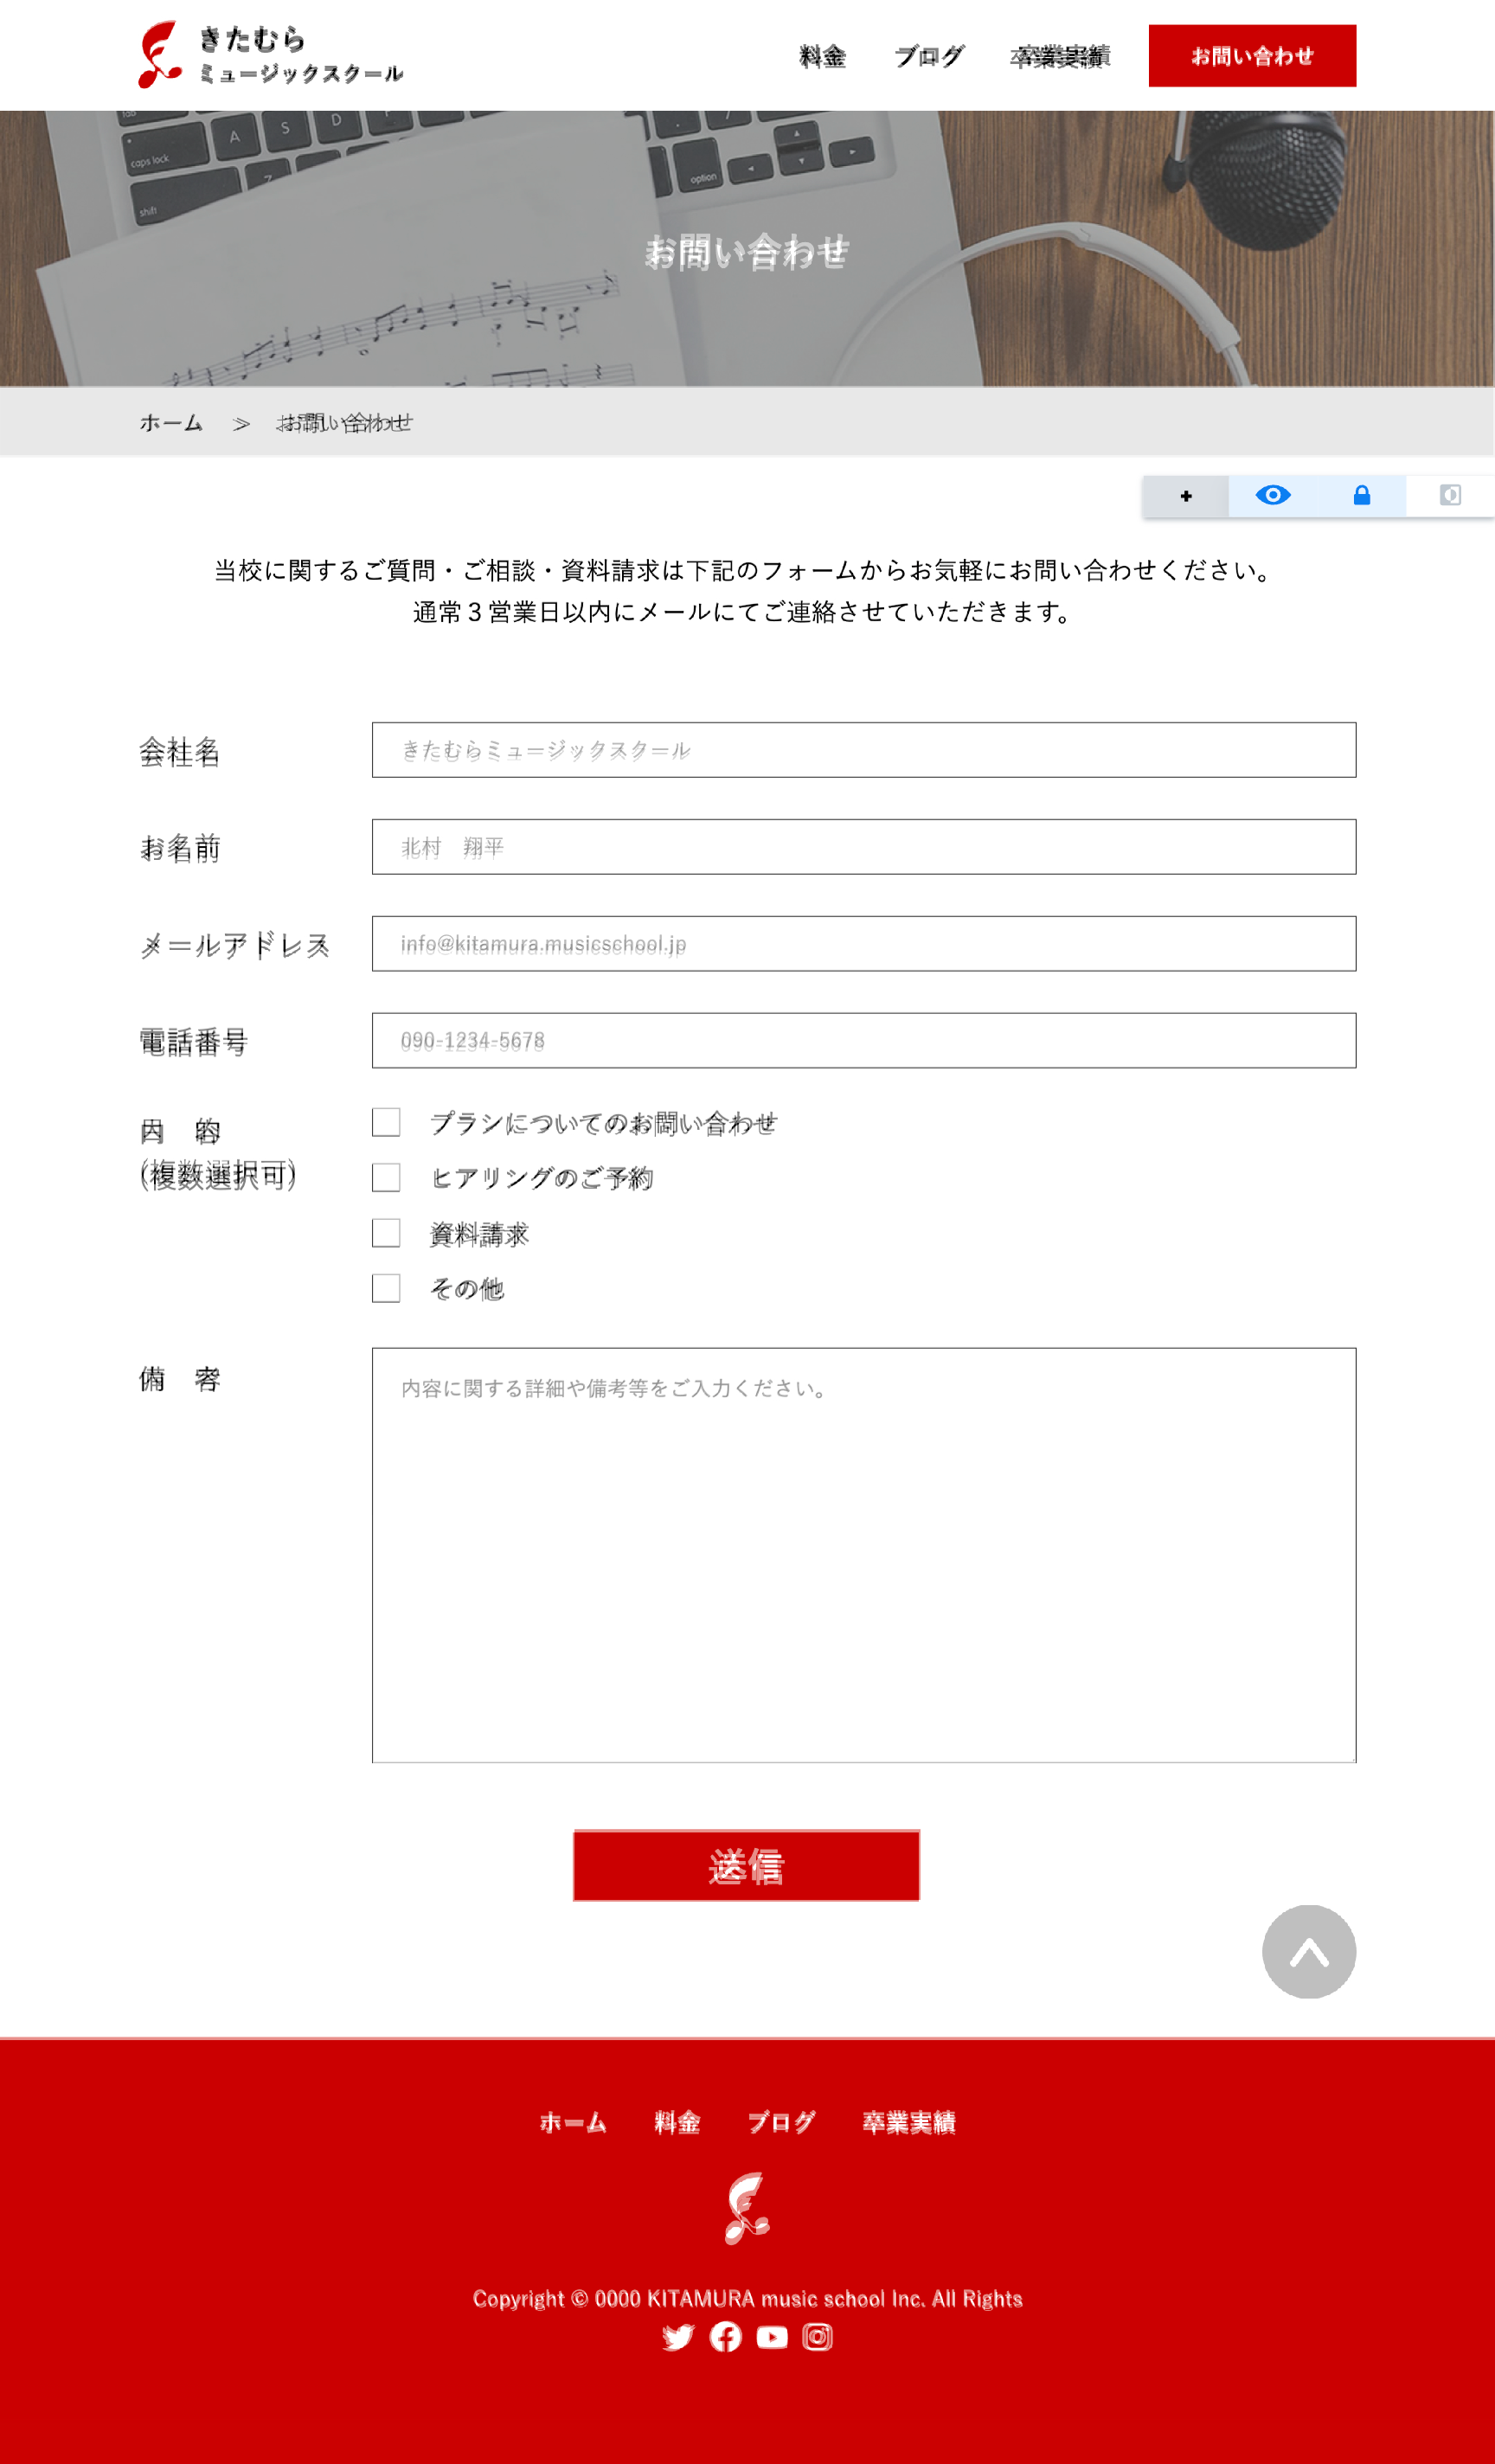 きたむら
ミュージックスクール
料金 ブログ 卒業実績 お問い合わせ
tab A S D F
caps lock
Z
shift
option
お問い合わせ
ホーム ≫ お問い合わせ
当校に関するご質問・ご相談・資料請求は下記のフォームからお気軽にお問い合わせください。
通常３営業日以内にメールにてご連絡させていただきます。
会社名 きたむらミュージックスクール
お名前 北村　翔平
メールアドレス info@kitamura.musicschool.jp
電話番号 090-1234-5678
内　容
(複数選択可)
プランについてのお問い合わせ
ヒアリングのご予約
資料請求
その他
備　考 内容に関する詳細や備考等をご入力ください。
送信
ホーム 料金 ブログ 卒業実績
Copyright © 0000 KITAMURA music school Inc. All Rights